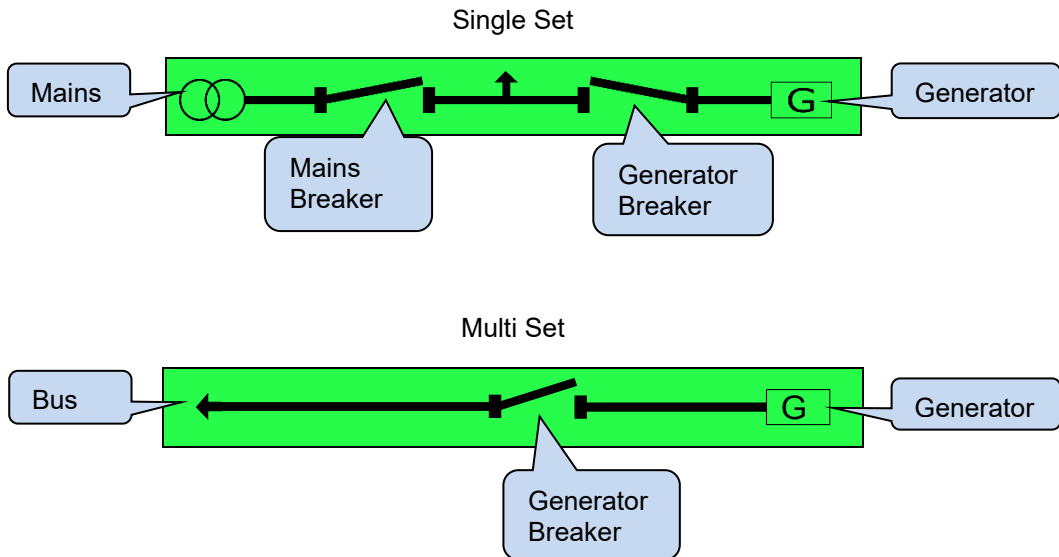 Single Set
Mains
G
Generator
Mains
Breaker
Generator
Breaker
Multi Set
Bus
G
Generator
Generator
Breaker